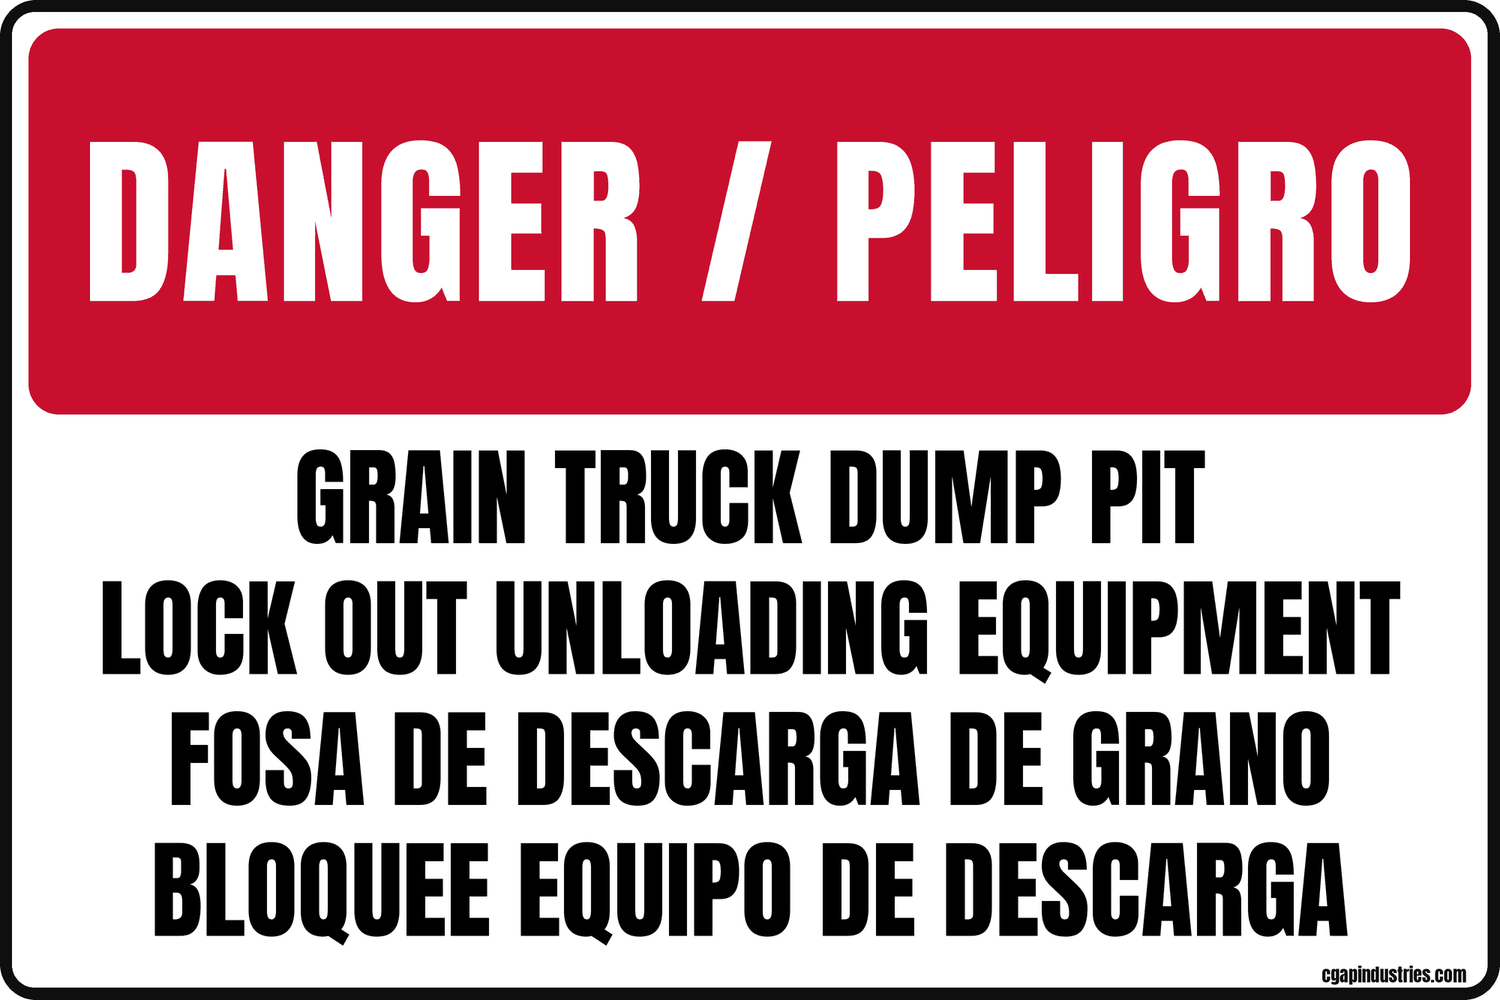 DANGER / PELIGRO
GRAIN TRUCK DUMP PIT
LOCK OUT UNLOADING EQUIPMENT
FOSA DE DESCARGA DE GRANO
BLOQUEE EQUIPO DE DESCARGA
cgapindustries.com